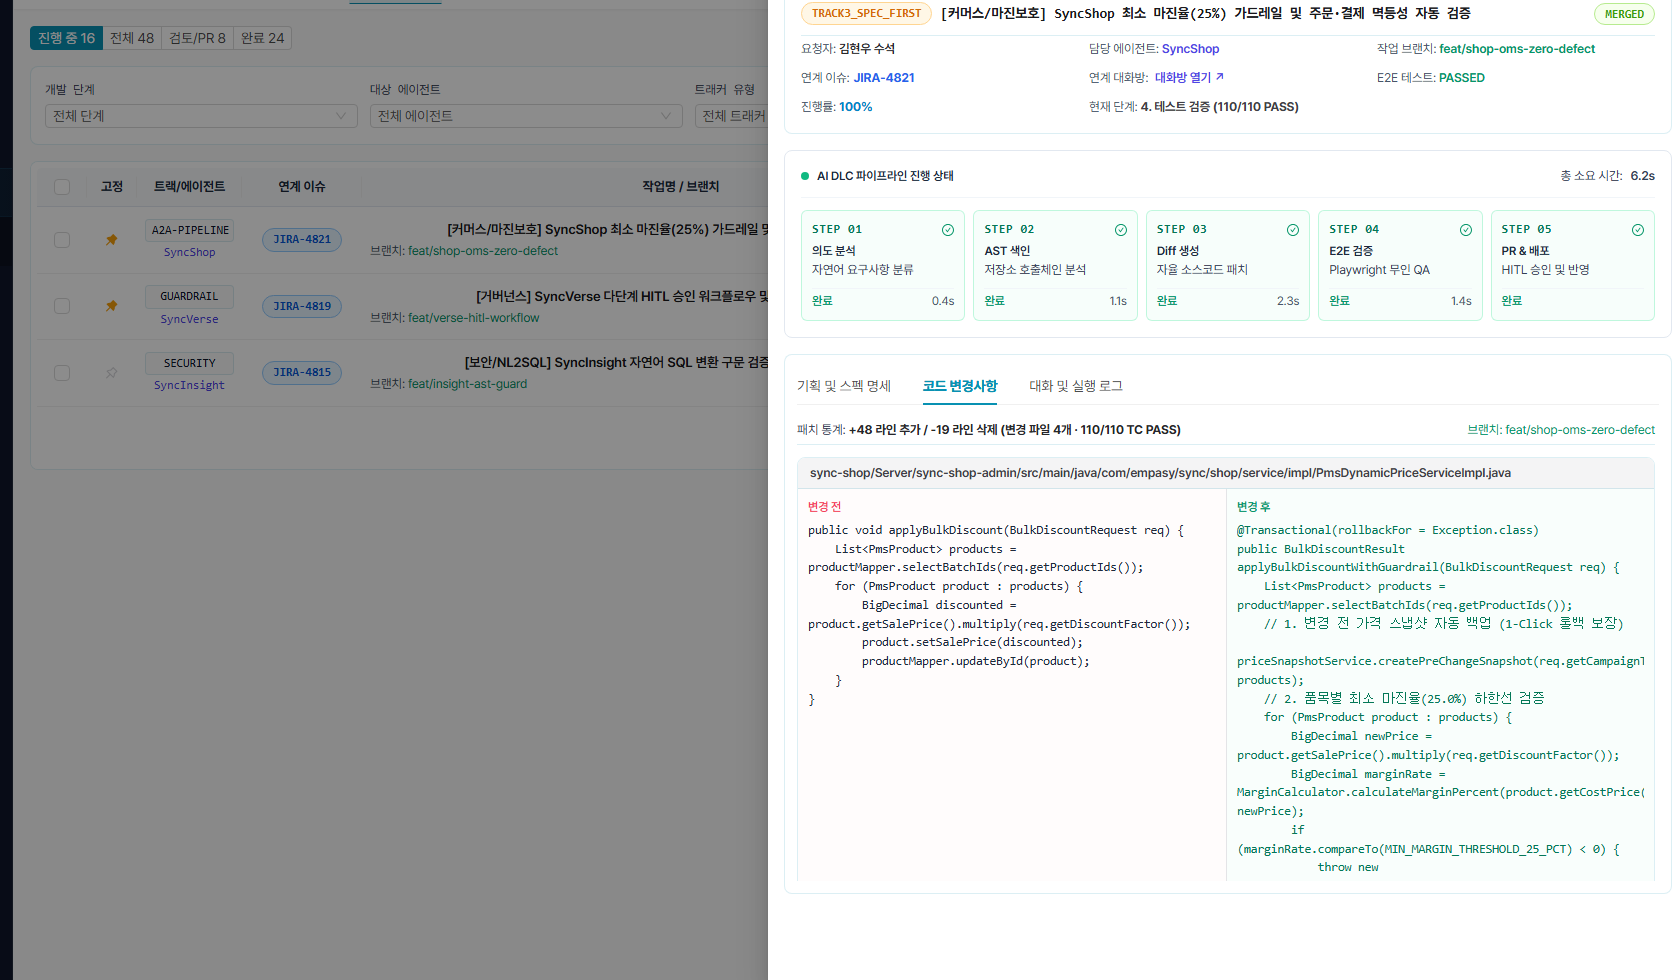 진행 중 16 전체 48 검토/PR 8 완료 24
개발 단계 대상 에이전트 트래커 유형
전체 단계 전체 에이전트 전체 트래커
고정 트랙/에이전트 연계 이슈 작업명 / 브랜치
A2A-PIPELINE
SyncShop
JIRA-4821
[커머스/마진보호] SyncShop 최소 마진율(25%) 가드레일 및
브랜치: feat/shop-oms-zero-defect
GUARDRAIL
SyncVerse
JIRA-4819
[거버넌스] SyncVerse 다단계 HITL 승인 워크플로우 및
브랜치: feat/verse-hitl-workflow
SECURITY
SyncInsight
JIRA-4815
[보안/NL2SQL] SyncInsight 자연어 SQL 변환 구문 검증
브랜치: feat/insight-ast-guard
TRACK3_SPEC_FIRST [커머스/마진보호] SyncShop 최소 마진율(25%) 가드레일 및 주문·결제 멱등성 자동 검증 MERGED
요청자: 김현우 수석 담당 에이전트: SyncShop 작업 브랜치: feat/shop-oms-zero-defect
연계 이슈: JIRA-4821 연계 대화방: 대화방 열기 ↗ E2E 테스트: PASSED
진행률: 100% 현재 단계: 4. 테스트 검증 (110/110 PASS)
AI DLC 파이프라인 진행 상태 총 소요 시간: 6.2s
STEP 01
의도 분석
자연어 요구사항 분류
완료 0.4s
STEP 02
AST 색인
저장소 호출체인 분석
완료 1.1s
STEP 03
Diff 생성
자율 소스코드 패치
완료 2.3s
STEP 04
E2E 검증
Playwright 무인 QA
완료 1.4s
STEP 05
PR & 배포
HITL 승인 및 반영
완료
기획 및 스펙 명세 코드 변경사항 대화 및 실행 로그
패치 통계: +48 라인 추가 / -19 라인 삭제 (변경 파일 4개 · 110/110 TC PASS) 브랜치: feat/shop-oms-zero-defect
sync-shop/Server/sync-shop-admin/src/main/java/com/empasy/sync/shop/service/impl/PmsDynamicPriceServiceImpl.java
변경 전
public void applyBulkDiscount(BulkDiscountRequest req) {
    List<PmsProduct> products =
productMapper.selectBatchIds(req.getProductIds());
    for (PmsProduct product : products) {
        BigDecimal discounted =
product.getSalePrice().multiply(req.getDiscountFactor());
        product.setSalePrice(discounted);
        productMapper.updateById(product);
    }
}
변경 후
@Transactional(rollbackFor = Exception.class)
public BulkDiscountResult
applyBulkDiscountWithGuardrail(BulkDiscountRequest req) {
    List<PmsProduct> products =
productMapper.selectBatchIds(req.getProductIds());
    // 1. 변경 전 가격 스냅샷 자동 백업 (1-Click 롤백 보장)
priceSnapshotService.createPreChangeSnapshot(req.getCampaign
products);
    // 2. 품목별 최소 마진율(25.0%) 하한선 검증
    for (PmsProduct product : products) {
        BigDecimal newPrice =
product.getSalePrice().multiply(req.getDiscountFactor());
        BigDecimal marginRate =
MarginCalculator.calculateMarginPercent(product.getCostPrice(
newPrice);
        if
(marginRate.compareTo(MIN_MARGIN_THRESHOLD_25_PCT) < 0) {
            throw new